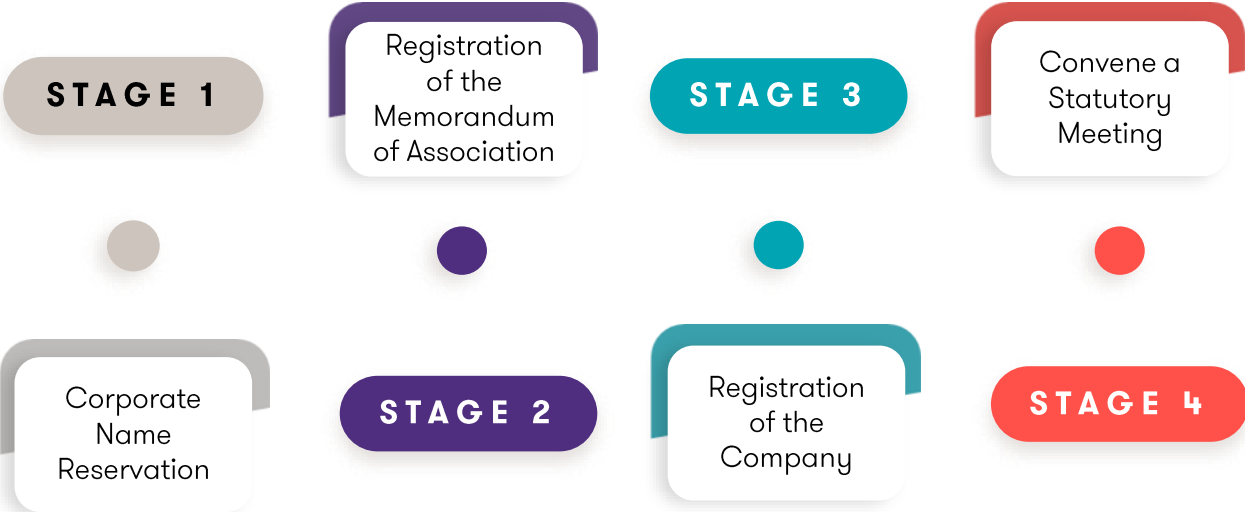 STAGE 1
Corporate
Name
Reservation
Registration
of the
Memorandum
of Association
STAGE 2
STAGE 3
Registration
of the
Company
Convene a
Statutory
Meeting
STAGE 4